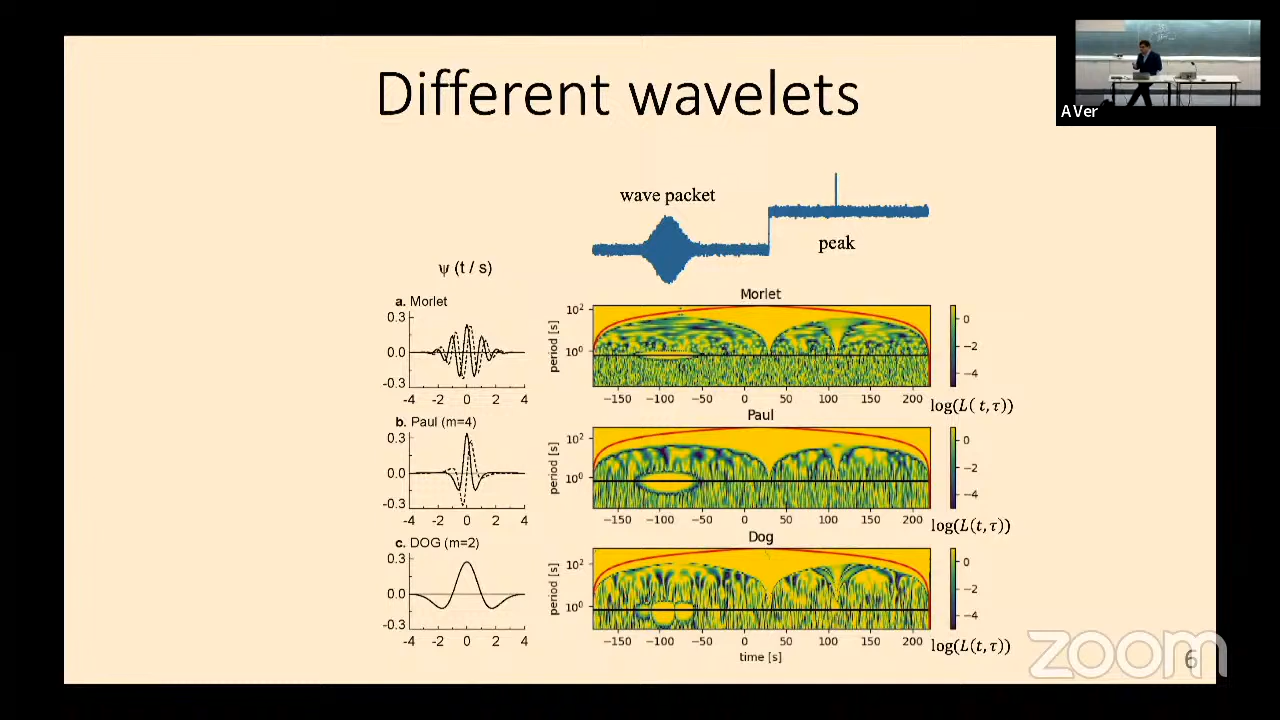 Different wavelets
A Ver
wave packet
peak
ψ (t / s)
a. Morlet
0.3
0.0
-0.3
-4 -2 0 2 4
Morlet
period [s]
10²
10⁰
−150 −100 −50 0 50 100 150 200
0
−2
−4
log(L( t, τ))
b. Paul (m=4)
0.3
0.0
-0.3
-4 -2 0 2 4
Paul
period [s]
10²
10⁰
−150 −100 −50 0 50 100 150 200
0
−2
−4
log(L(t, τ))
c. DOG (m=2)
0.3
0.0
-0.3
-4 -2 0 2 4
Dog
period [s]
10²
10⁰
−150 −100 −50 0 50 100 150 200
time [s]
0
−2
−4
log(L(t, τ))
zoom
6